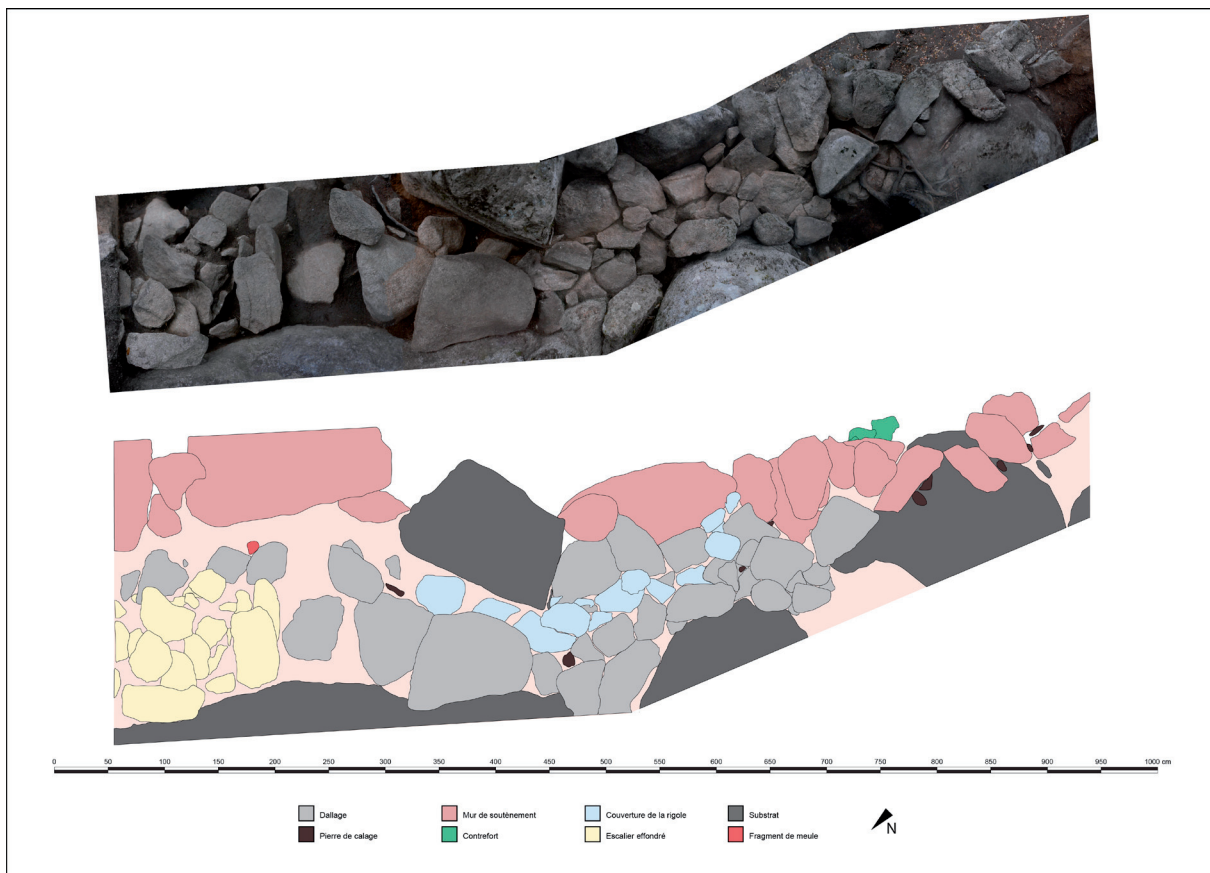 0 50 100 150 200 250 300 350 400 450 500 550 600 650 700 750 800 850 900 950 1000 cm
Dallage Mur de soutènement Couverture de la rigole Substrat
Pierre de calage Contrefort Escalier effondré Fragment de meule
N